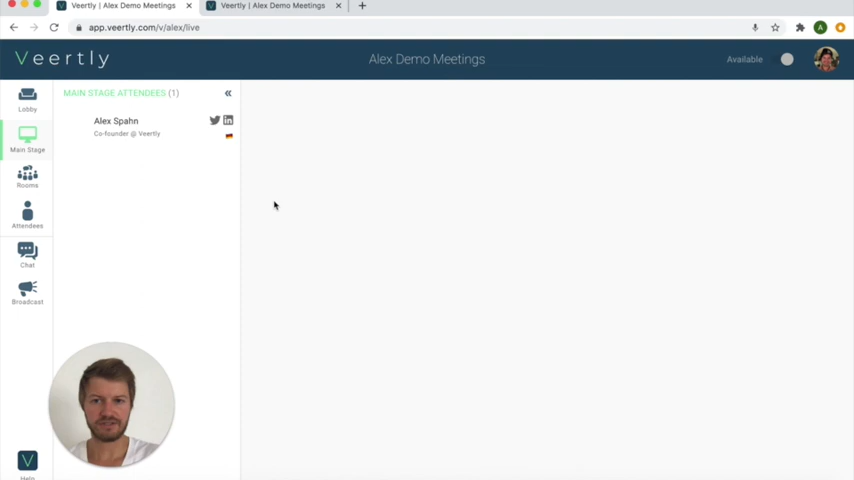 Veertly | Alex Demo Meetings
Veertly | Alex Demo Meetings
app.veertly.com/v/alex/live
A
Veertly
Alex Demo Meetings
Available
Lobby
Main Stage
Rooms
Attendees
Chat
Broadcast
V
Help
MAIN STAGE ATTENDEES (1)
Alex Spahn
Co-founder @ Veertly